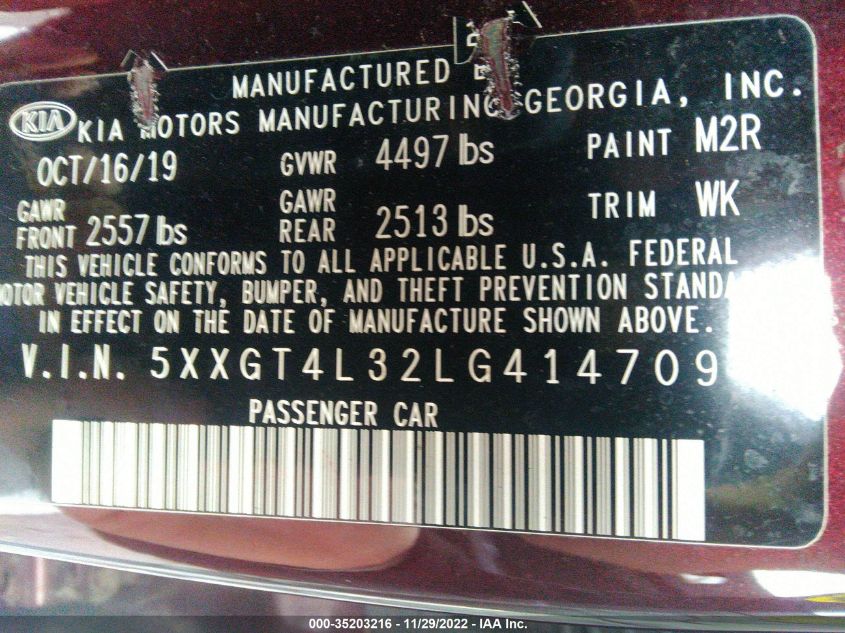 MANUFACTURED
KIA KIA MOTORS MANUFACTURING GEORGIA, INC.
OCT/16/19 GVWR 4497 lbs PAINT M2R
GAWR FRONT 2557 lbs GAWR REAR 2513 lbs TRIM WK
THIS VEHICLE CONFORMS TO ALL APPLICABLE U.S.A. FEDERAL
MOTOR VEHICLE SAFETY, BUMPER, AND THEFT PREVENTION
IN EFFECT ON THE DATE OF MANUFACTURE SHOWN ABOVE.
V.I.N. 5XXGT4L32LG414709
PASSENGER CAR
000-35203216 - 11/29/2022 - IAA Inc.